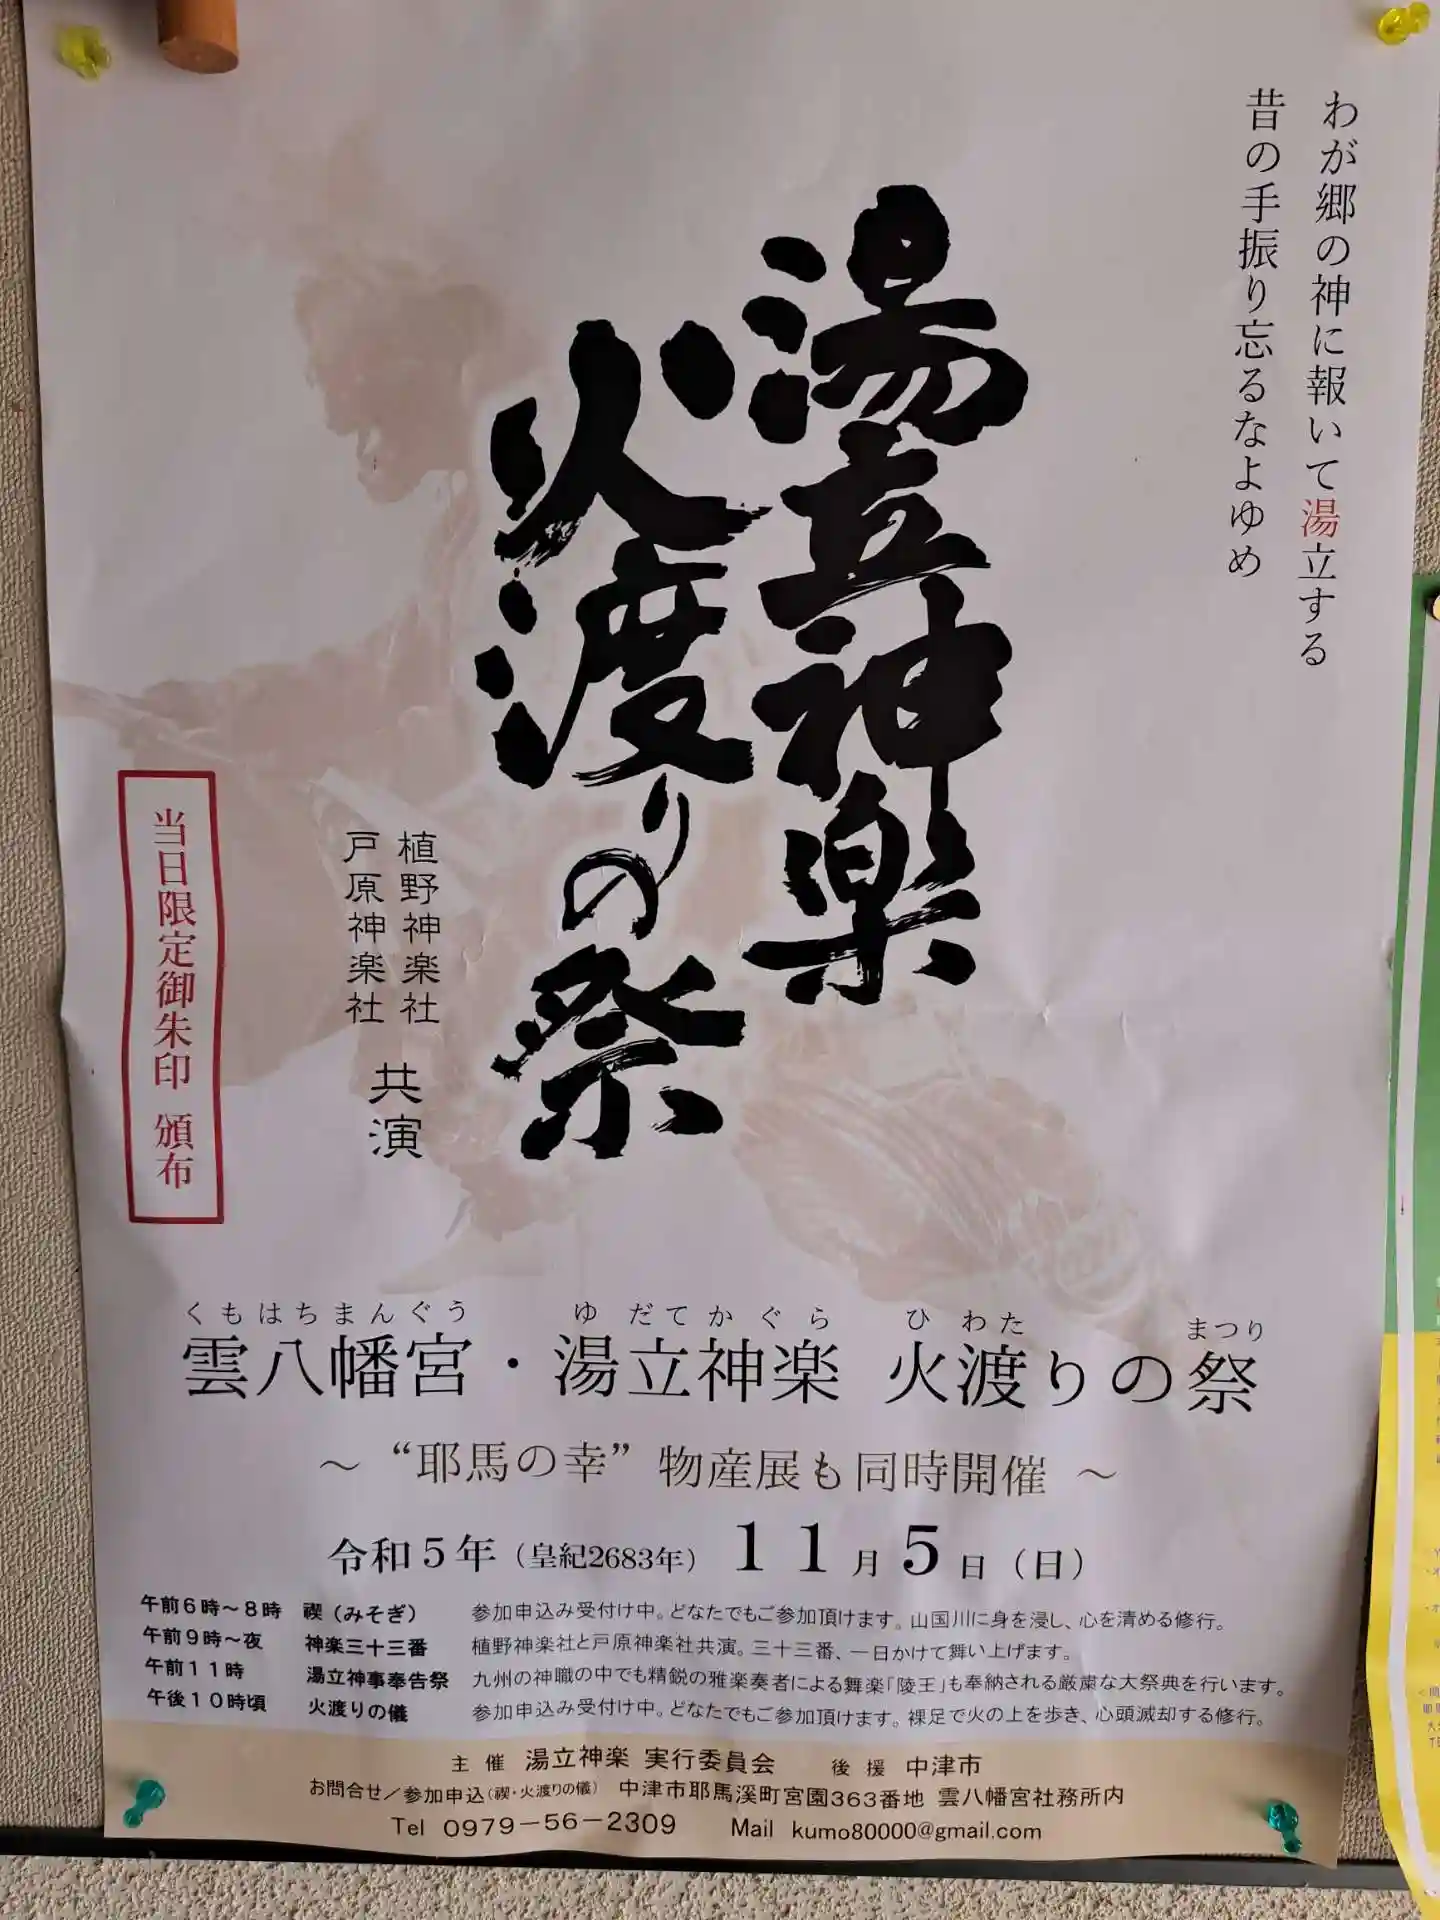 わが郷の神に報いて湯立する
昔の手振り忘るなよゆめ
湯立神楽
火渡りの祭
植野神楽社
戸原神楽社
共演
当日限定御朱印 頒布
くもはちまんぐう ゆだてかぐら ひわた まつり
雲八幡宮・湯立神楽 火渡りの祭
～“耶馬の幸”物産展も同時開催～
令和5年（皇紀2683年）11月5日（日）
午前6時～8時 禊（みそぎ） 参加申込み受付け中。どなたでもご参加頂けます。山国川に身を浸し、心を清める修行。
午前9時～夜 神楽三十三番 植野神楽社と戸原神楽社共演。三十三番、一日かけて舞い上げます。
午前11時 湯立神事奉告祭 九州の神職の中でも精鋭の雅楽奏者による舞楽「陵王」も奉納される厳粛な大祭典を行います。
午後10時頃 火渡りの儀 参加申込み受付け中。どなたでもご参加頂けます。裸足で火の上を歩き、心頭滅却する修行。
主催 湯立神楽 実行委員会 後援 中津市
お問合せ／参加申込（禊・火渡りの儀） 中津市耶馬溪町宮園363番地 雲八幡宮社務所内
Tel 0979－56－2309 Mail kumo80000@gmail.com